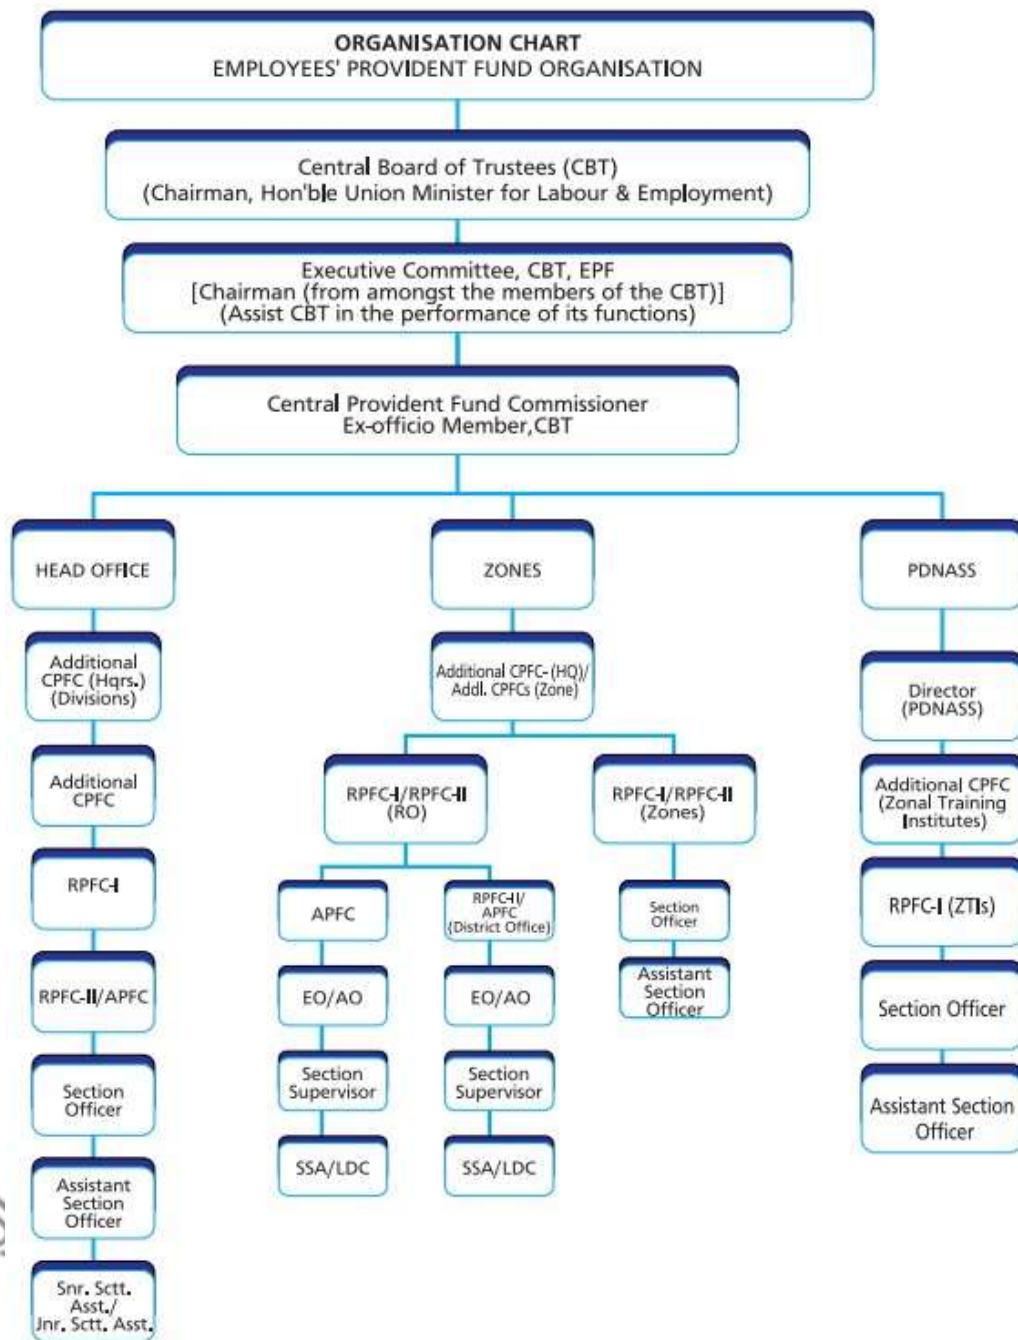 ORGANISATION CHART
EMPLOYEES' PROVIDENT FUND ORGANISATION
Central Board of Trustees (CBT)
(Chairman, Hon'ble Union Minister for Labour & Employment)
Executive Committee, CBT, EPF
[Chairman (from amongst the members of the CBT)]
(Assist CBT in the performance of its functions)
Central Provident Fund Commissioner
Ex-officio Member,CBT
HEAD OFFICE
Additional
CPFC (Hqrs.)
(Divisions)
Additional
CPFC
RPFC-I
RPFC-II/APFC
Section
Officer
Assistant
Section
Officer
Snr. Sctt.
Asst./
Jnr. Sctt. Asst.
ZONES
Additional CPFC-(HQ)/
Addl. CPFCs (Zone)
RPFC-I/RPFC-II
(RO)
APFC
EO/AO
Section
Supervisor
SSA/LDC
RPFC-II/
APFC
(District Office)
EO/AO
Section
Supervisor
SSA/LDC
RPFC-I/RPFC-II
(Zones)
Section
Officer
Assistant
Section
Officer
PDNASS
Director
(PDNASS)
Additional CPFC
(Zonal Training
Institutes)
RPFC-I (ZTIs)
Section Officer
Assistant Section
Officer